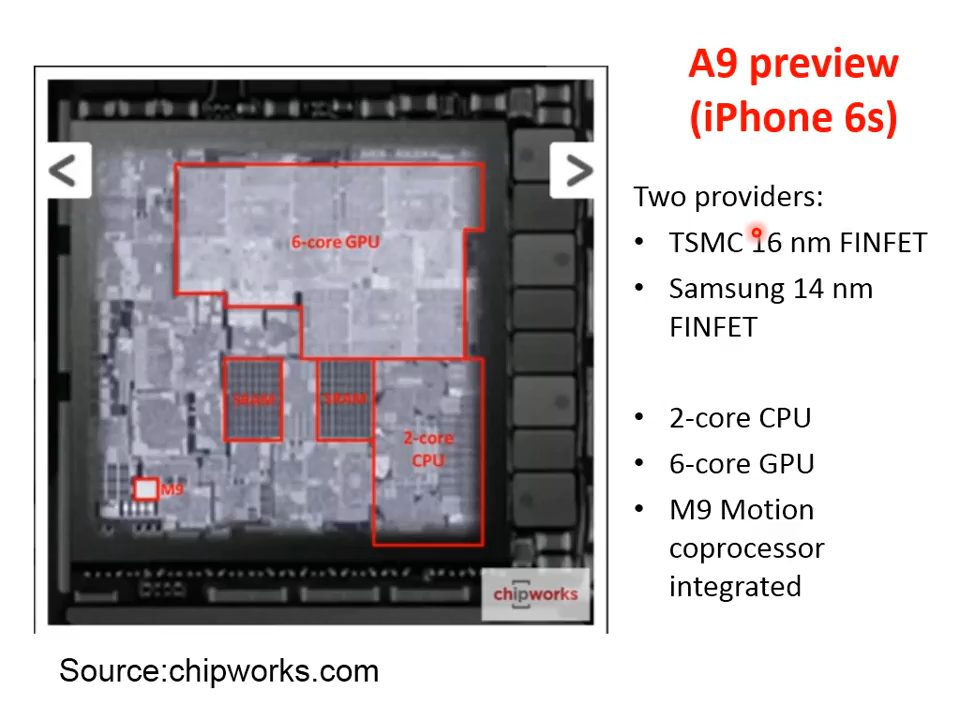 A9 preview
(iPhone 6s)
Two providers:
• TSMC 16 nm FINFET
• Samsung 14 nm
FINFET
• 2-core CPU
• 6-core GPU
• M9 Motion
coprocessor
integrated
<
>
6-core GPU
SRAM
SRAM
2-core
CPU
M9
chipworks
Source:chipworks.com